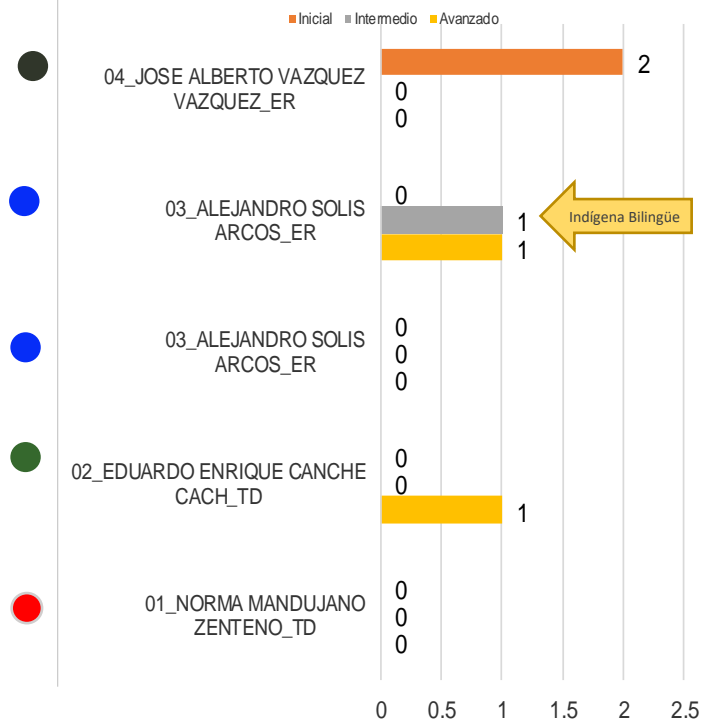 Inicial Intermedio Avanzado
04_JOSE ALBERTO VAZQUEZ
VAZQUEZ_ER
2
0
0
03_ALEJANDRO SOLIS
ARCOS_ER
0
1
1
Indígena Bilingüe
03_ALEJANDRO SOLIS
ARCOS_ER
0
0
0
02_EDUARDO ENRIQUE CANCHE
CACH_TD
0
0
1
01_NORMA MANDUJANO
ZENTENO_TD
0
0
0
0 0.5 1 1.5 2 2.5